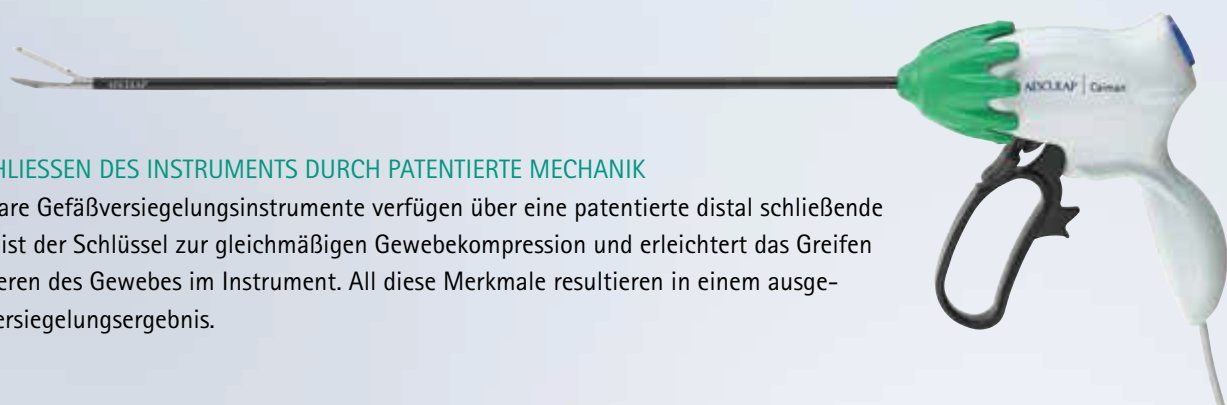 AESCULAP
AESCULAP | Caiman
HLIESSEN DES INSTRUMENTS DURCH PATENTIERTE MECHANIK
are Gefäßversiegelungsinstrumente verfügen über eine patentierte distal schließende
ist der Schlüssel zur gleichmäßigen Gewebekompression und erleichtert das Greifen
eren des Gewebes im Instrument. All diese Merkmale resultieren in einem ausge-
ersiegelungsergebnis.